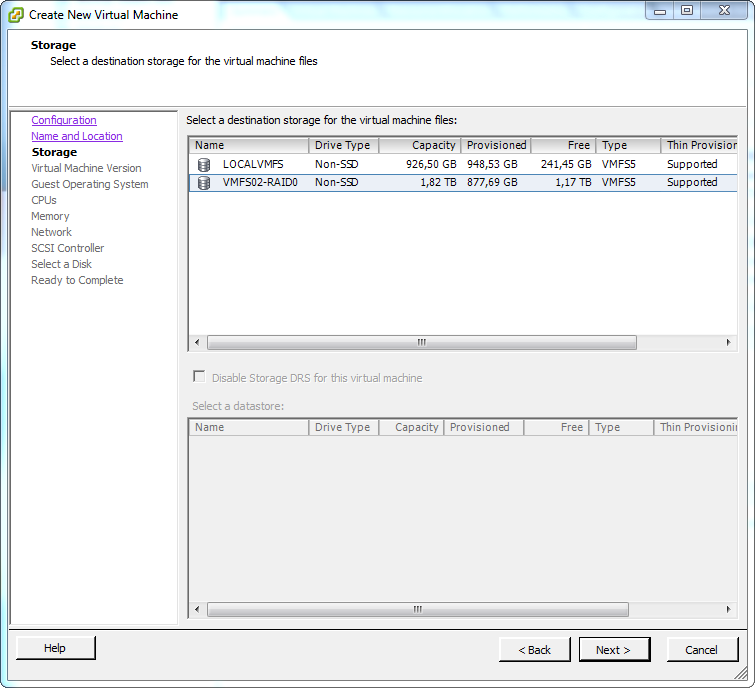 Create New Virtual Machine
Storage
Select a destination storage for the virtual machine files
Configuration
Name and Location
Storage
Virtual Machine Version
Guest Operating System
CPUs
Memory
Network
SCSI Controller
Select a Disk
Ready to Complete
Select a destination storage for the virtual machine files:
Name Drive Type Capacity Provisioned Free Type Thin Provision
LOCALVMFS Non-SSD 926,50 GB 948,53 GB 241,45 GB VMFS5 Supported
VMFS02-RAID0 Non-SSD 1,82 TB 877,69 GB 1,17 TB VMFS5 Supported
Disable Storage DRS for this virtual machine
Select a datastore:
Name Drive Type Capacity Provisioned Free Type Thin Provisionin
Help < Back Next > Cancel